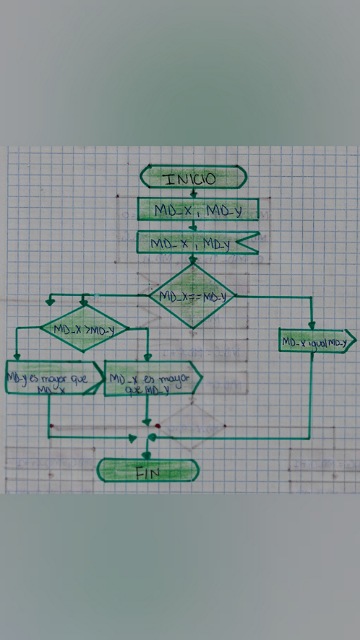 INICIO
MD_X, MD_y
MD_X, MD_y
MD_X==MD_y
MD_X>MD_y
MD_X igual MD_y
MD_y es mayor que
MD_X
MD_X es mayor
que MD_X
FIN